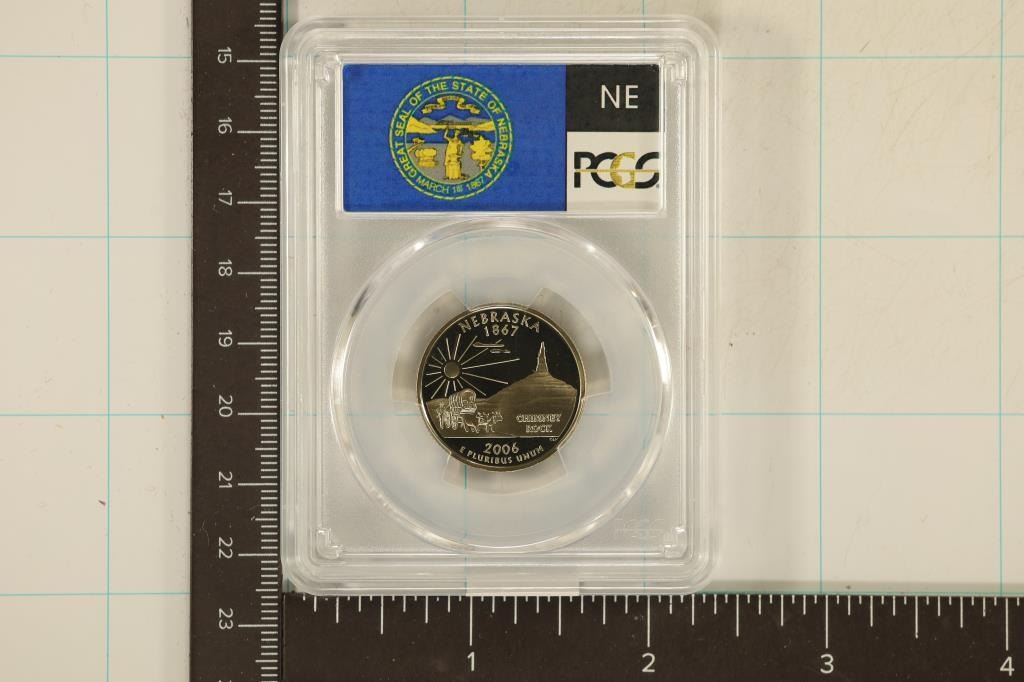 GREAT SEAL OF THE STATE OF NEBRASKA
MARCH 1ST 1867
NE
PCGS
NEBRASKA
1867
CHIMNEY
ROCK
2006
E PLURIBUS UNUM
15
16
17
18
19
20
21
22
23
1 2 3 4